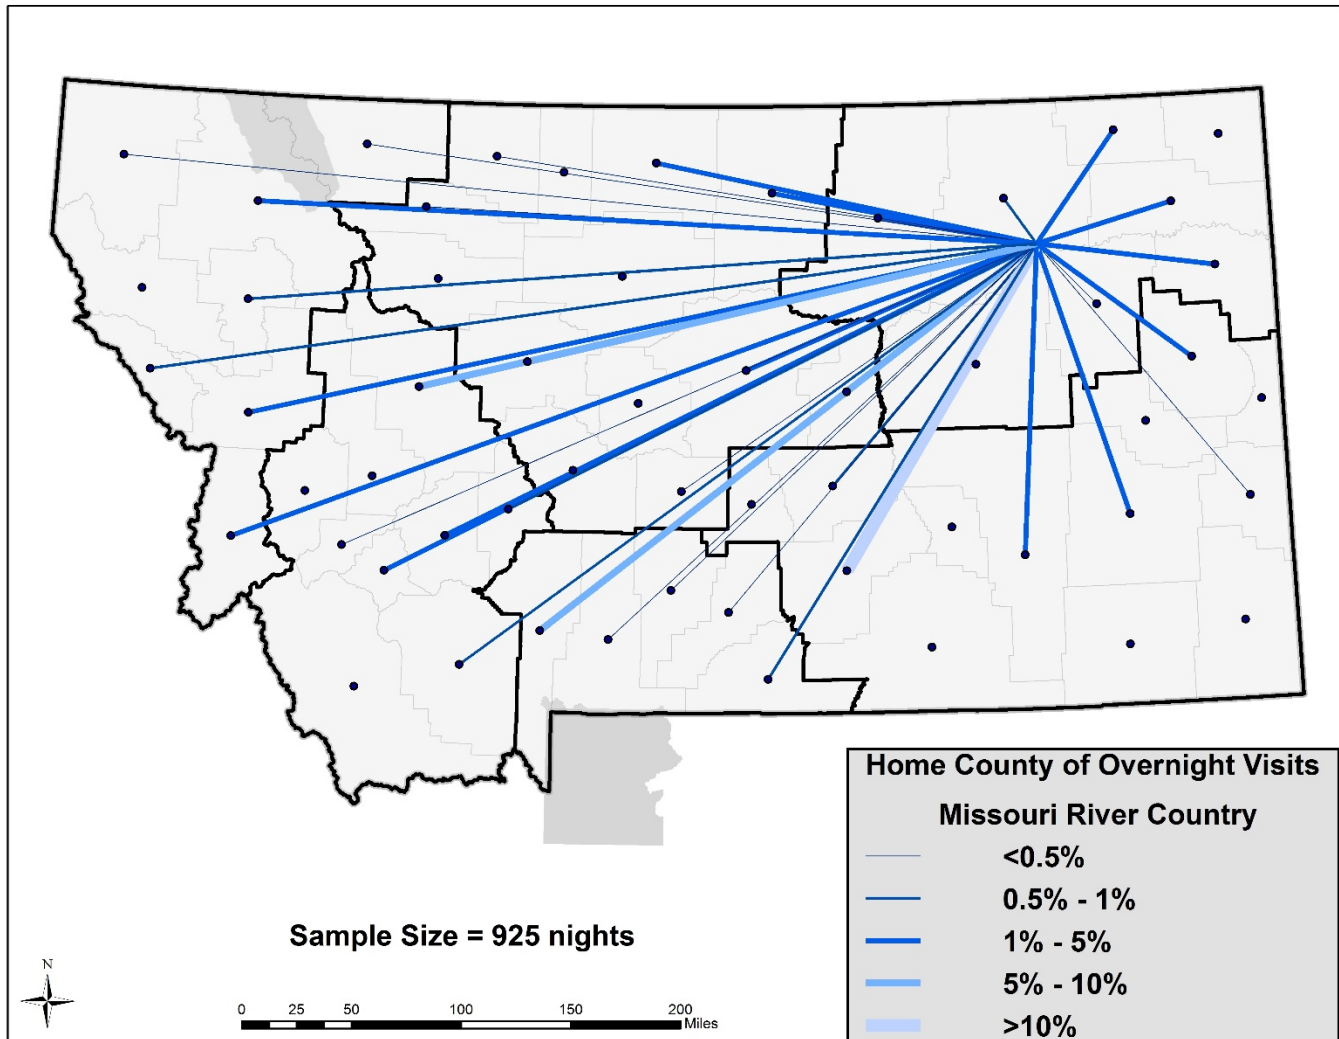 Home County of Overnight Visits
Missouri River Country
<0.5%
0.5% - 1%
1% - 5%
5% - 10%
>10%
Sample Size = 925 nights
N
0 25 50 100 150 200
Miles